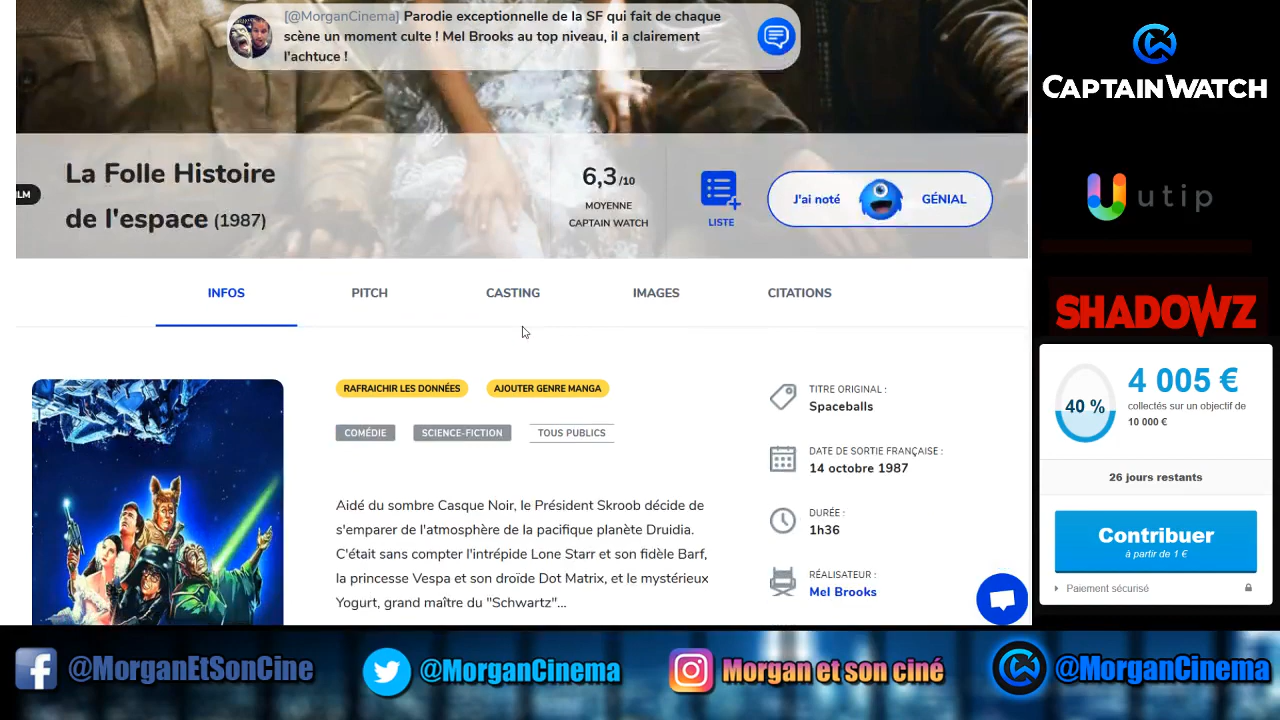 [@MorganCinema] Parodie exceptionnelle de la SF qui fait de chaque
scène un moment culte ! Mel Brooks au top niveau, il a clairement
l'achtuce !
La Folle Histoire
de l'espace (1987)
LM
6,3/10
MOYENNE
CAPTAIN WATCH
LISTE
J'ai noté
GÉNIAL
INFOS
PITCH
CASTING
IMAGES
CITATIONS
RAFRAICHIR LES DONNÉES
AJOUTER GENRE MANGA
COMÉDIE
SCIENCE-FICTION
TOUS PUBLICS
Aidé du sombre Casque Noir, le Président Skroob décide de
s'emparer de l'atmosphère de la pacifique planète Druidia.
C'était sans compter l'intrépide Lone Starr et son fidèle Barf,
la princesse Vespa et son droïde Dot Matrix, et le mystérieux
Yogurt, grand maître du "Schwartz"...
TITRE ORIGINAL :
Spaceballs
DATE DE SORTIE FRANÇAISE :
14 octobre 1987
DURÉE :
1h36
RÉALISATEUR :
Mel Brooks
CAPTAINWATCH
utip
SHADOWZ
40 %
4 005 €
collectés sur un objectif de
10 000 €
26 jours restants
Contribuer
à partir de 1 €
Paiement sécurisé
@MorganEtSonCine
@MorganCinema
Morgan et son ciné
@MorganCinema